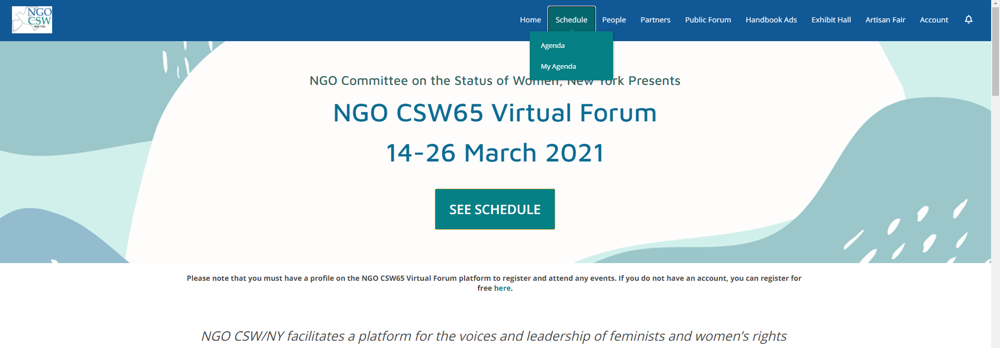 NGO
CSW
New York
Home Schedule People Partners Public Forum Handbook Ads Exhibit Hall Artisan Fair Account
Agenda
My Agenda
NGO Committee on the Status of Women, New York Presents
NGO CSW65 Virtual Forum
14-26 March 2021
SEE SCHEDULE
Please note that you must have a profile on the NGO CSW65 Virtual Forum platform to register and attend any events. If you do not have an account, you can register for
free here.
NGO CSW/NY facilitates a platform for the voices and leadership of feminists and women's rights